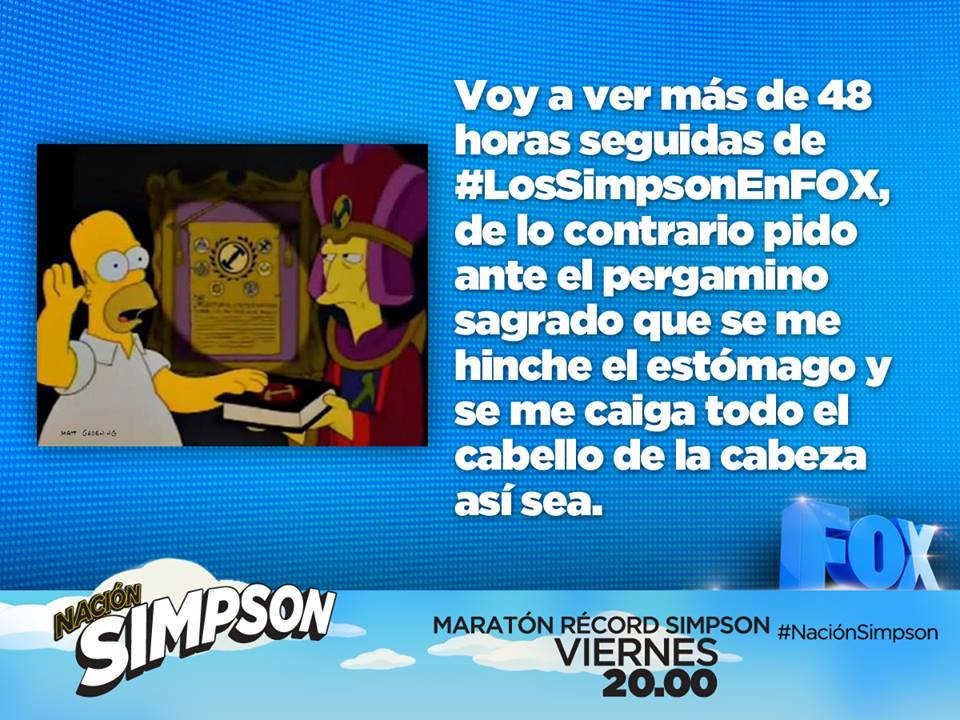 Voy a ver más de 48
horas seguidas de
#LosSimpsonEnFOX,
de lo contrario pido
ante el pergamino
sagrado que se me
hinche el estómago y
se me caiga todo el
cabello de la cabeza
así sea.
MATT GROENING
FOX
NACIÓN
SIMPSON
MARATÓN RÉCORD SIMPSON
VIERNES
20.00
#NaciónSimpson